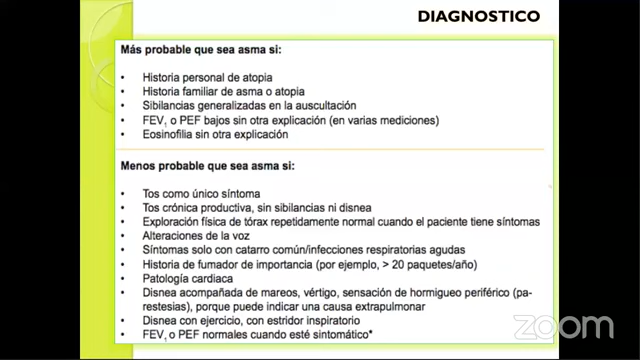 DIAGNOSTICO
Más probable que sea asma si:
• Historia personal de atopia
• Historia familiar de asma o atopia
• Sibilancias generalizadas en la auscultación
• FEV₁ o PEF bajos sin otra explicación (en varias mediciones)
• Eosinofilia sin otra explicación
Menos probable que sea asma si:
• Tos como único síntoma
• Tos crónica productiva, sin sibilancias ni disnea
• Exploración física de tórax repetidamente normal cuando el paciente tiene síntomas
• Alteraciones de la voz
• Síntomas solo con catarro común/infecciones respiratorias agudas
• Historia de fumador de importancia (por ejemplo, > 20 paquetes/año)
• Patología cardiaca
• Disnea acompañada de mareos, vértigo, sensación de hormigueo periférico (pa-
restesias), porque puede indicar una causa extrapulmonar
• Disnea con ejercicio, con estridor inspiratorio
• FEV₁ o PEF normales cuando esté sintomático*
zoom